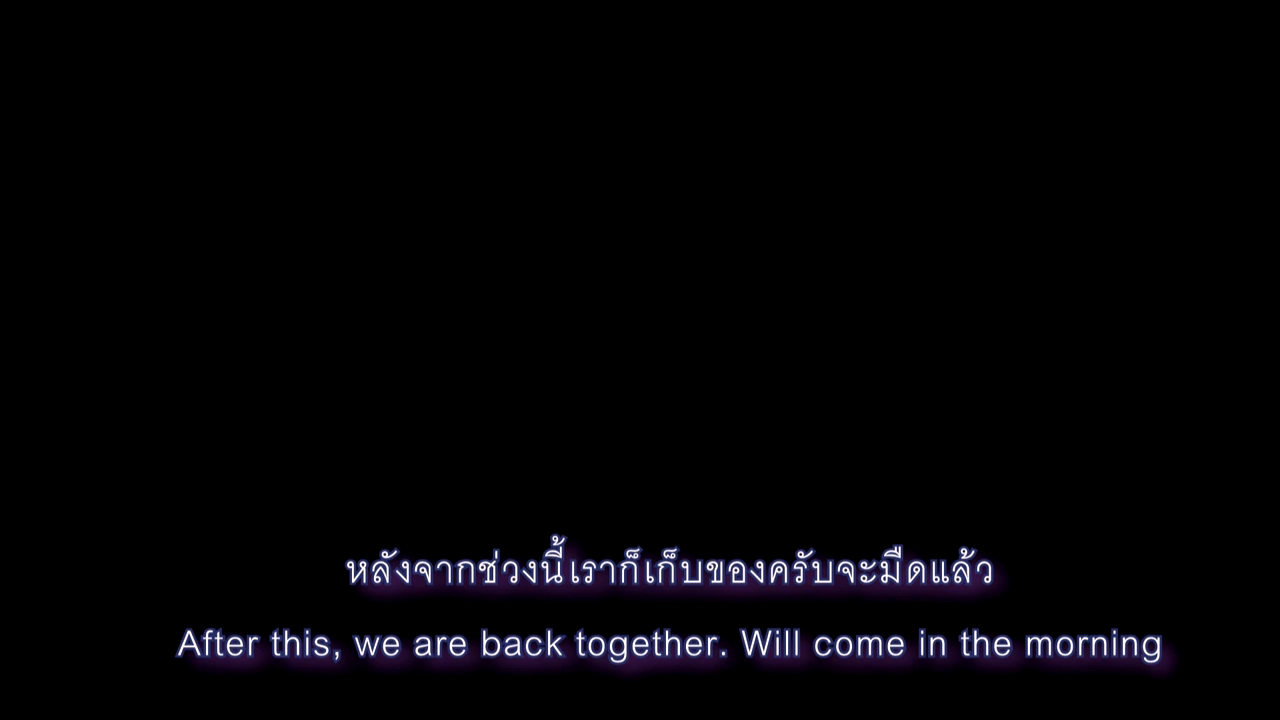 หลังจากช่วงนี้เราก็เก็บของครับจะมืดแล้ว
After this, we are back together. Will come in the morning